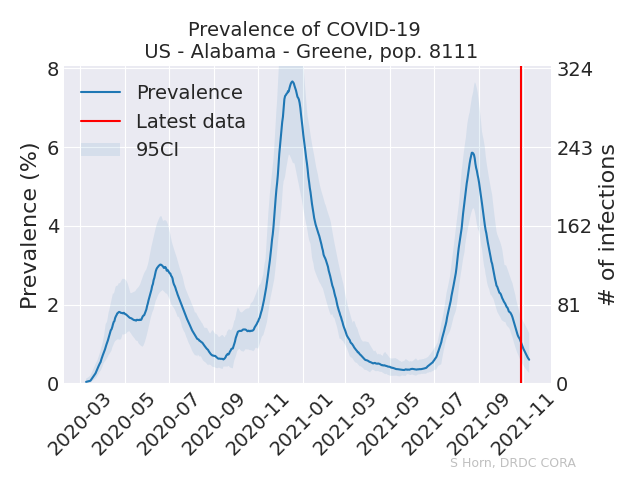 Prevalence of COVID-19
US - Alabama - Greene, pop. 8111
8
6
4
2
0
Prevalence (%)
324
243
162
81
0
# of infections
Prevalence
Latest data
95CI
2020-03
2020-05
2020-07
2020-09
2020-11
2021-01
2021-03
2021-05
2021-07
2021-09
2021-11
S Horn, DRDC CORA